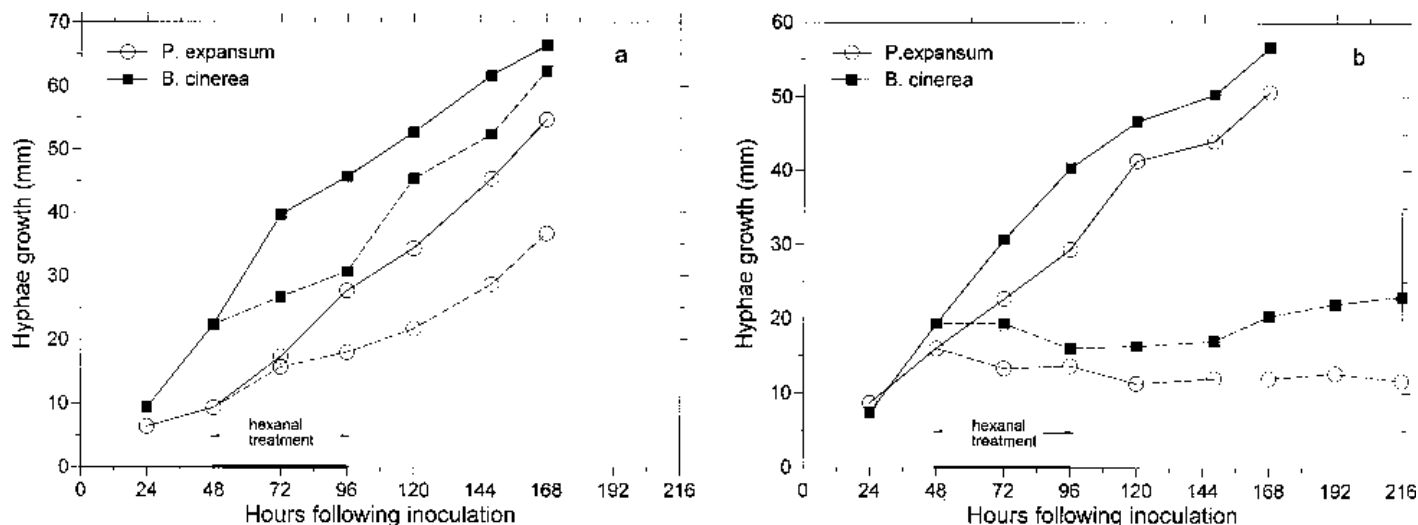 70
60
50
40
30
20
10
0
P. expansum
B. cinerea
a
Hyphae growth (mm)
hexanal
treatment
0 24 48 72 96 120 144 168 192 216
Hours following inoculation
60
50
40
30
20
10
0
P.expansum
B. cinerea
b
Hyphae growth (mm)
hexanal
treatment
0 24 48 72 96 120 144 168 192 216
Hours following inoculation